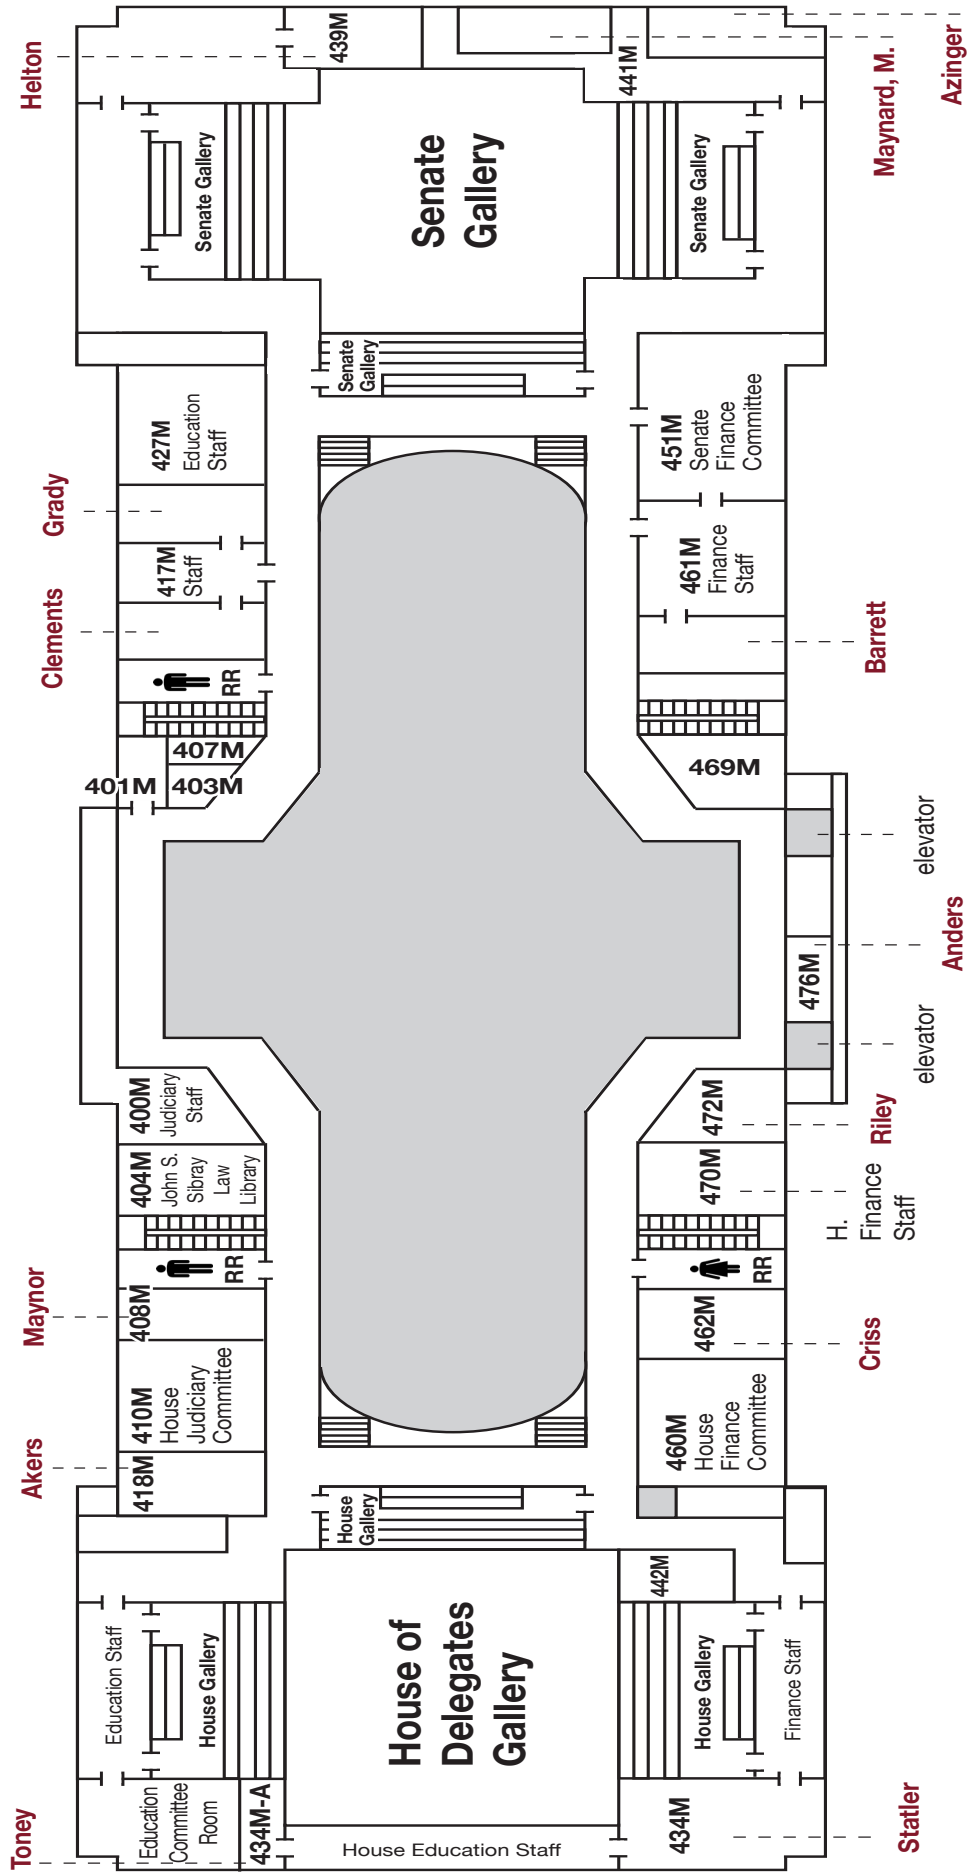 Toney
Akers
Maynor
Clements
Grady
Helton
Education
Committee
Room
434M-A
Education Staff
House Gallery
418M
410M
House
Judiciary
Committee
408M
RR
404M
John S.
Sibray
Law
Library
400M
Judiciary
Staff
401M
403M
407M
RR
417M
Staff
427M
Education
Staff
Senate Gallery
439M
House Education Staff
House of
Delegates
Gallery
House
Gallery
Senate
Gallery
Senate
Gallery
441M
434M
House Gallery
Finance Staff
442M
460M
House
Finance
Committee
462M
RR
470M
472M
476M
469M
461M
Finance
Staff
451M
Senate
Finance
Committee
Senate Gallery
Statler
Criss
H.
Finance
Staff
Riley
elevator
Anders
elevator
Barrett
Maynard, M.
Azinger